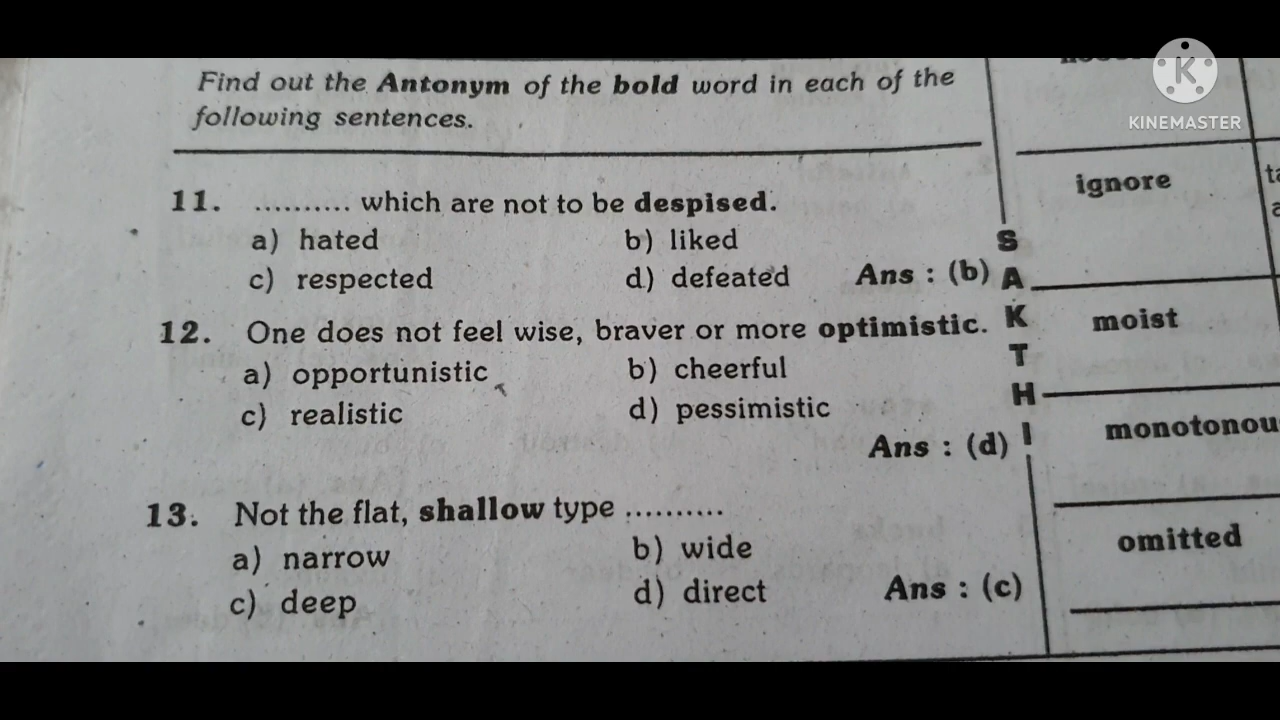 Find out the Antonym of the bold word in each of the
following sentences.
11. .......... which are not to be despised.
a) hated b) liked
c) respected d) defeated Ans : (b)
12. One does not feel wise, braver or more optimistic.
a) opportunistic b) cheerful
c) realistic d) pessimistic
Ans : (d)
13. Not the flat, shallow type ..........
a) narrow b) wide
c) deep d) direct Ans : (c)
S
A
K
T
H
I
KINEMASTER
ignore
moist
monotonou
omitted